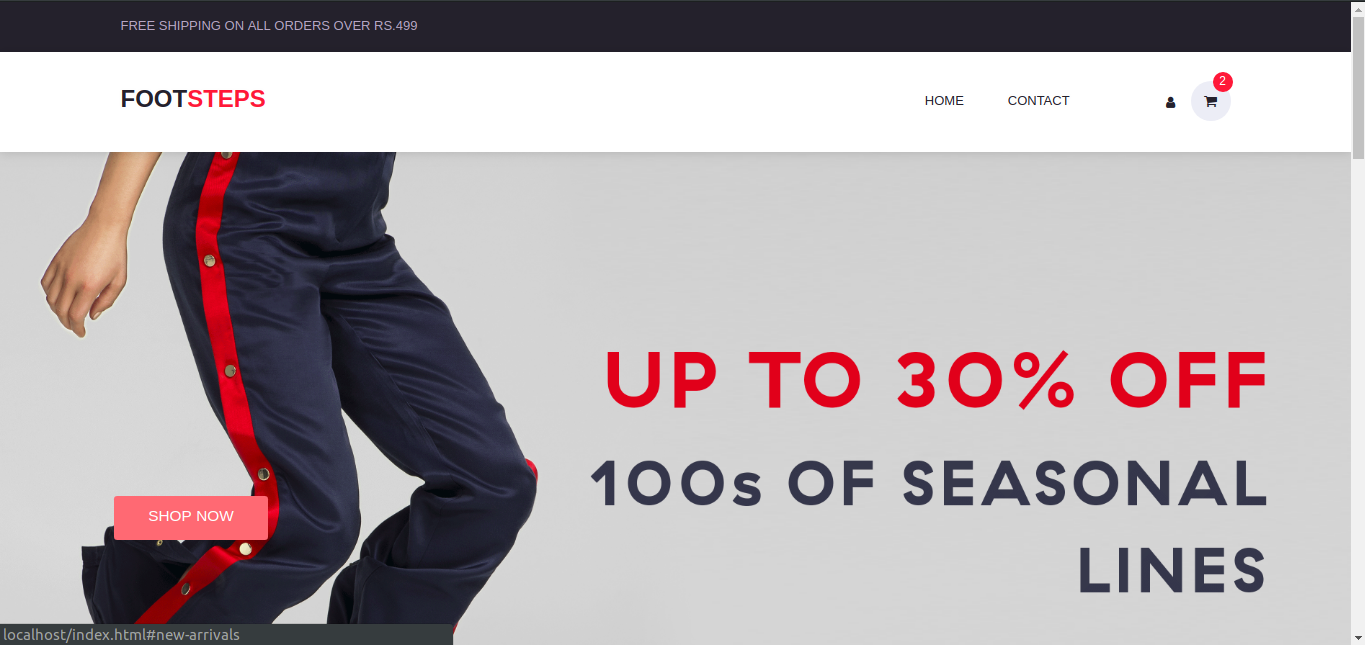 FREE SHIPPING ON ALL ORDERS OVER RS.499
FOOTSTEPS
HOME
CONTACT
2
UP TO 30% OFF
100s OF SEASONAL
LINES
SHOP NOW
localhost/index.html#new-arrivals